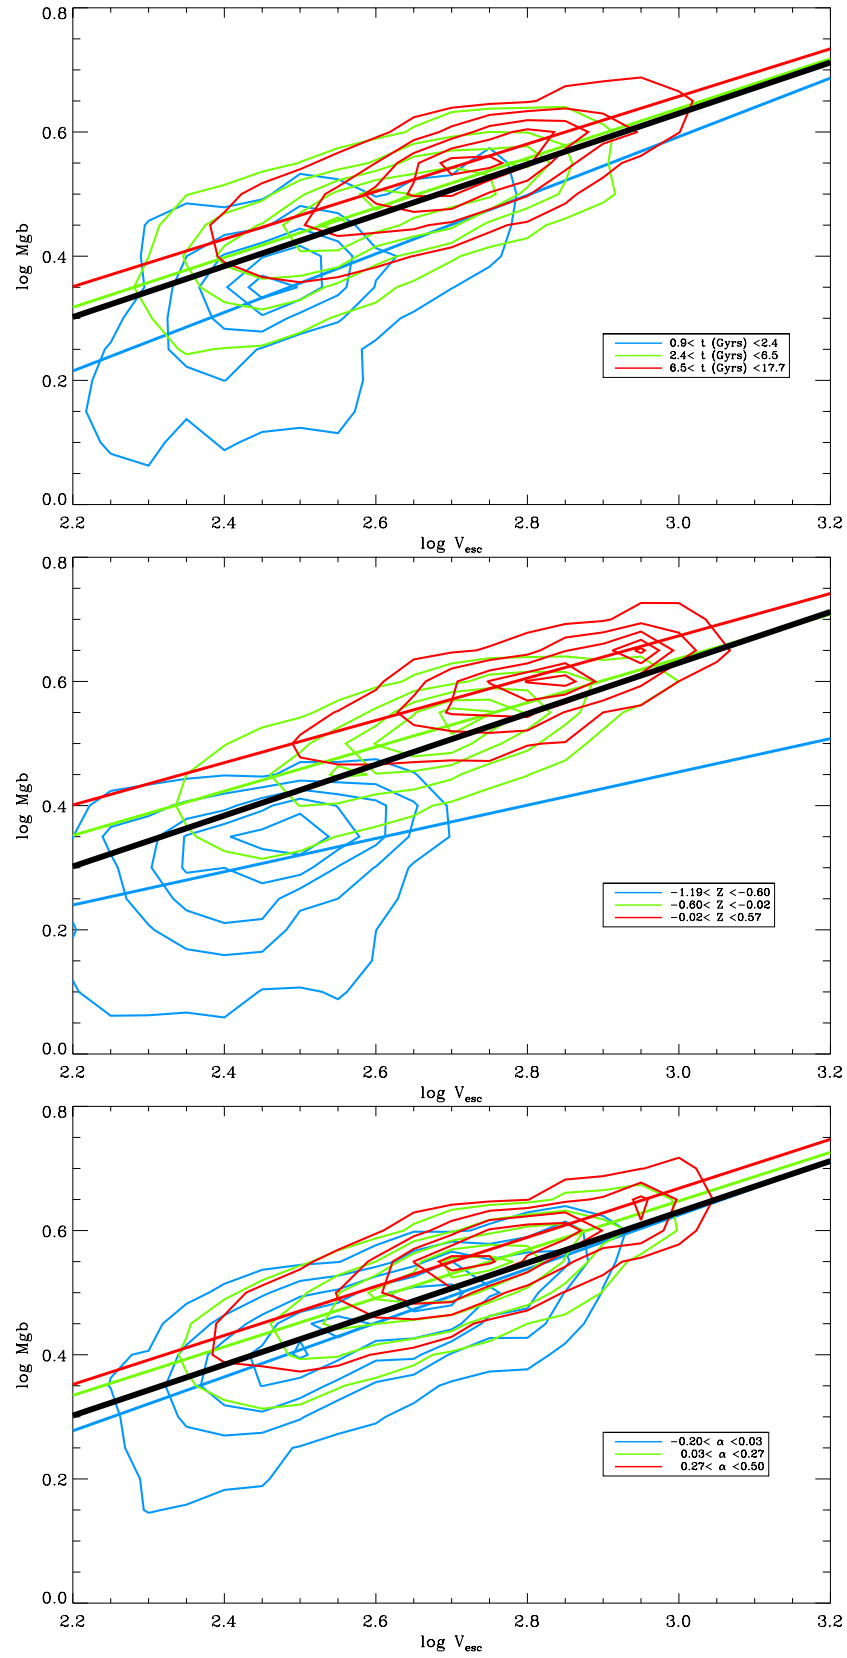 0.8
0.6
0.4
0.2
0.0
log Mgb
0.9< t (Gyrs) <2.4
2.4< t (Gyrs) <6.5
6.5< t (Gyrs) <17.7
2.2 2.4 2.6 2.8 3.0 3.2
log Vesc
0.8
0.6
0.4
0.2
0.0
log Mgb
-1.19< Z <-0.60
-0.60< Z <-0.02
-0.02< Z <0.57
2.2 2.4 2.6 2.8 3.0 3.2
log Vesc
0.8
0.6
0.4
0.2
0.0
log Mgb
-0.20< α <0.03
0.03< α <0.27
0.27< α <0.50
2.2 2.4 2.6 2.8 3.0 3.2
log Vesc